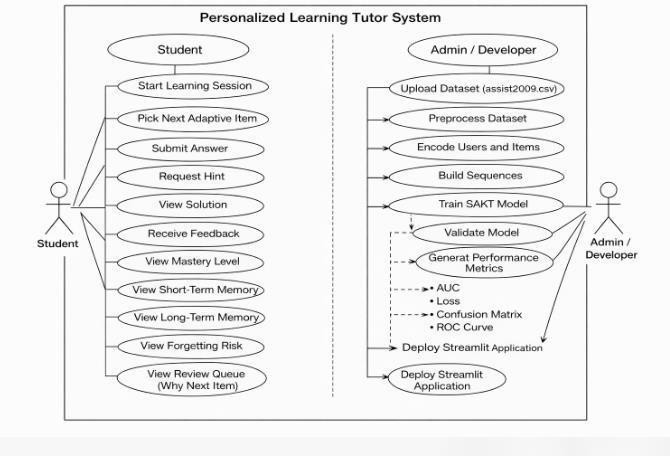 Personalized Learning Tutor System
Student
Start Learning Session
Pick Next Adaptive Item
Submit Answer
Request Hint
View Solution
Receive Feedback
View Mastery Level
View Short-Term Memory
View Long-Term Memory
View Forgetting Risk
View Review Queue
(Why Next Item)
Student
Admin / Developer
Upload Dataset (assist2009.csv)
Preprocess Dataset
Encode Users and Items
Build Sequences
Train SAKT Model
Validate Model
Generat Performance
Metrics
• AUC
• Loss
• Confusion Matrix
• ROC Curve
Deploy Streamlit Application
Deploy Streamlit
Application
Admin /
Developer